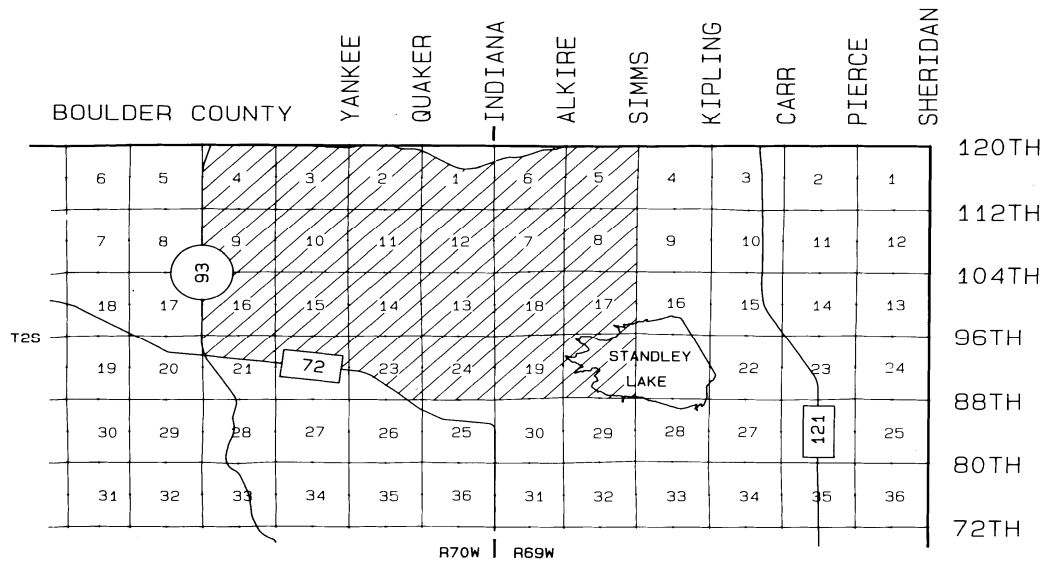 YANKEE
QUAKER
INDIANA
ALKIRE
SIMMS
KIPLING
CARR
PIERCE
SHERIDAN
BOULDER COUNTY
120TH
6 5 4 3 2 1 6 5 4 3 2 1
112TH
7 8 9 10 11 12 7 8 9 10 11 12
93
104TH
18 17 16 15 14 13 18 17 16 15 14 13
T2S
96TH
19 20 21 72 23 24 19 STANDLEY LAKE 22 23 24
88TH
30 29 28 27 26 25 30 29 28 27 121 25
80TH
31 32 33 34 35 36 31 32 33 34 35 36
72TH
R70W R69W